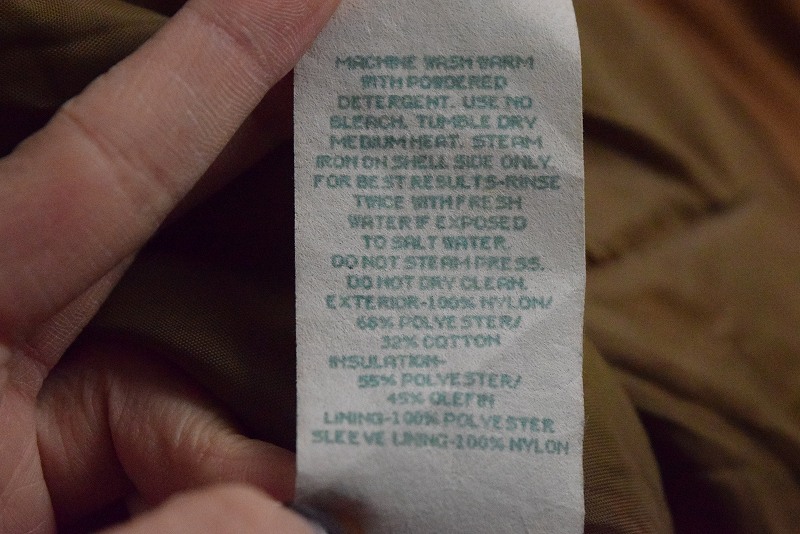 MACHINE WASH WARM
WITH POWDERED
DETERGENT. USE NO
BLEACH. TUMBLE DRY
MEDIUM HEAT. STEAM
IRON ON SHELL SIDE ONLY.
FOR BEST RESULTS-RINSE
TWICE WITH FRESH
WATER IF EXPOSED
TO SALT WATER.
DO NOT STEAM PRESS.
DO NOT DRY CLEAN.
EXTERIOR-100% NYLON/
68% POLYESTER/
32% COTTON
INSULATION-
55% POLYESTER/
45% OLEFIN
LINING-100% POLYESTER
SLEEVE LINING-100% NYLON